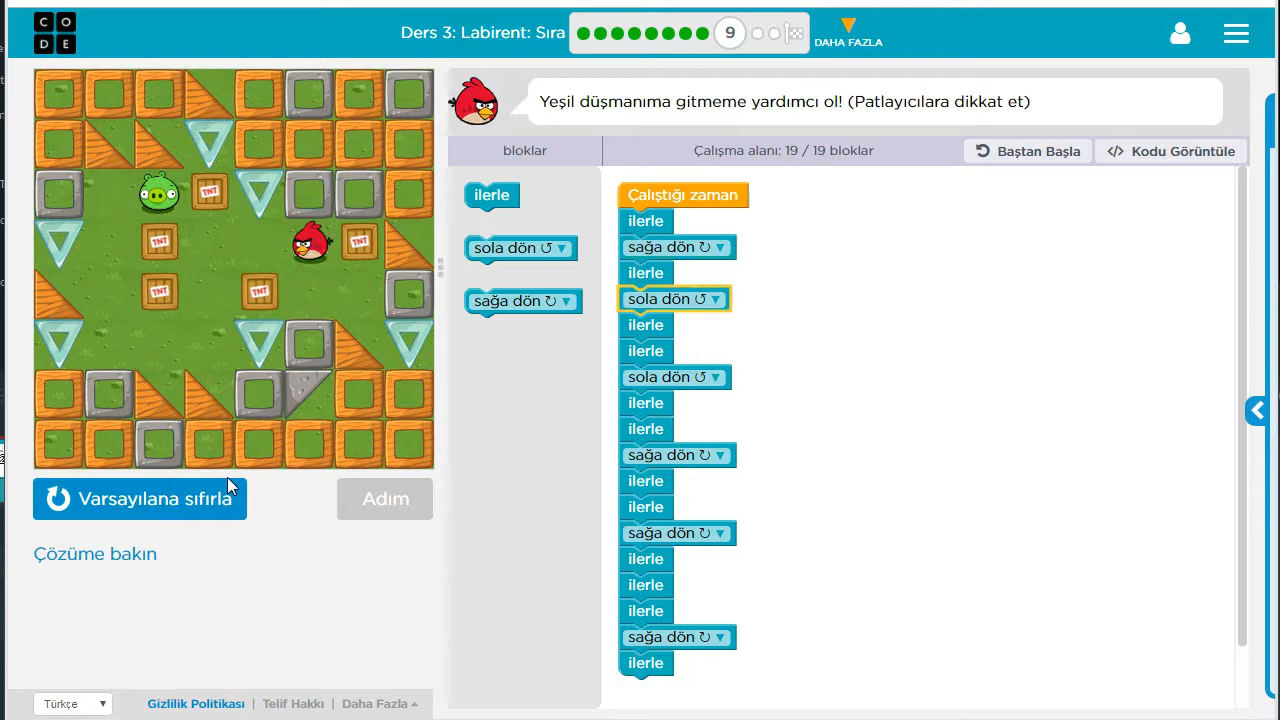 C O
D E
Ders 3: Labirent: Sıra
9
DAHA FAZLA
Yeşil düşmanıma gitmeme yardımcı ol! (Patlayıcılara dikkat et)
bloklar
Çalışma alanı: 19 / 19 bloklar
Baştan Başla
Kodu Görüntüle
TNT
TNT
TNT
TNT
TNT
ilerle
sola dön ↺ ▼
sağa dön ↻ ▼
Çalıştığı zaman
ilerle
sağa dön ↻ ▼
ilerle
sola dön ↺ ▼
ilerle
ilerle
sola dön ↺ ▼
ilerle
ilerle
sağa dön ↻ ▼
ilerle
ilerle
sağa dön ↻ ▼
ilerle
ilerle
ilerle
sağa dön ↻ ▼
ilerle
Varsayılana sıfırla
Adım
Çözüme bakın
Türkçe
Gizlilik Politikası | Telif Hakkı | Daha Fazla